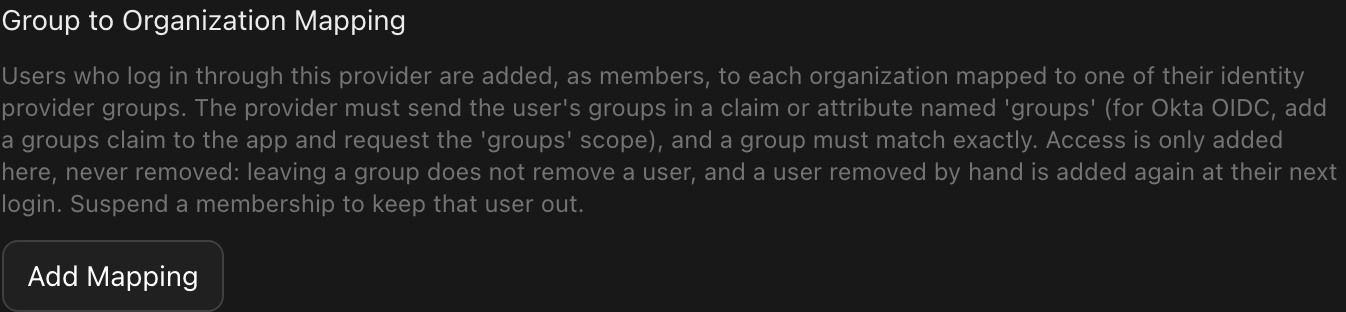 Group to Organization Mapping
Users who log in through this provider are added, as members, to each organization mapped to one of their identity
provider groups. The provider must send the user's groups in a claim or attribute named 'groups' (for Okta OIDC, add
a groups claim to the app and request the 'groups' scope), and a group must match exactly. Access is only added
here, never removed: leaving a group does not remove a user, and a user removed by hand is added again at their next
login. Suspend a membership to keep that user out.
Add Mapping